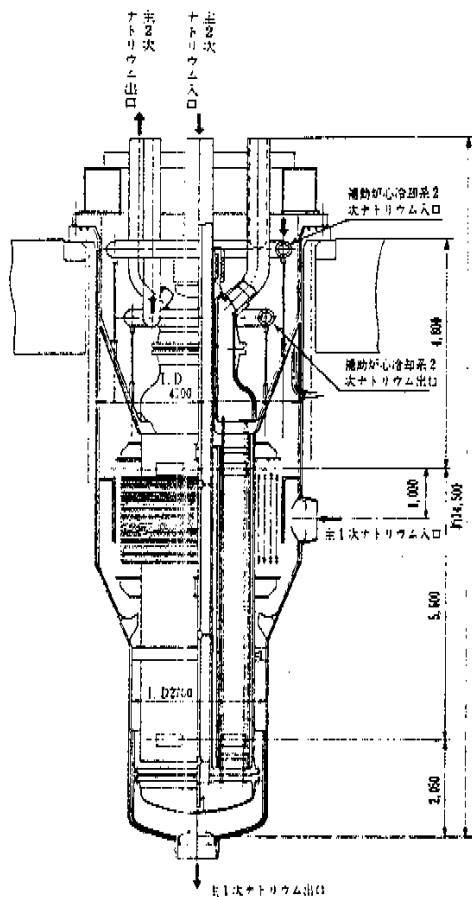 主2次
ナトリウム出口
主2次
ナトリウム入口
補助炉心冷却系2
次ナトリウム入口
補助炉心冷却系2
次ナトリウム出口
I.D
1,000
主1次ナトリウム入口
約14,500
I.D2700
2,050
主1次ナトリウム出口